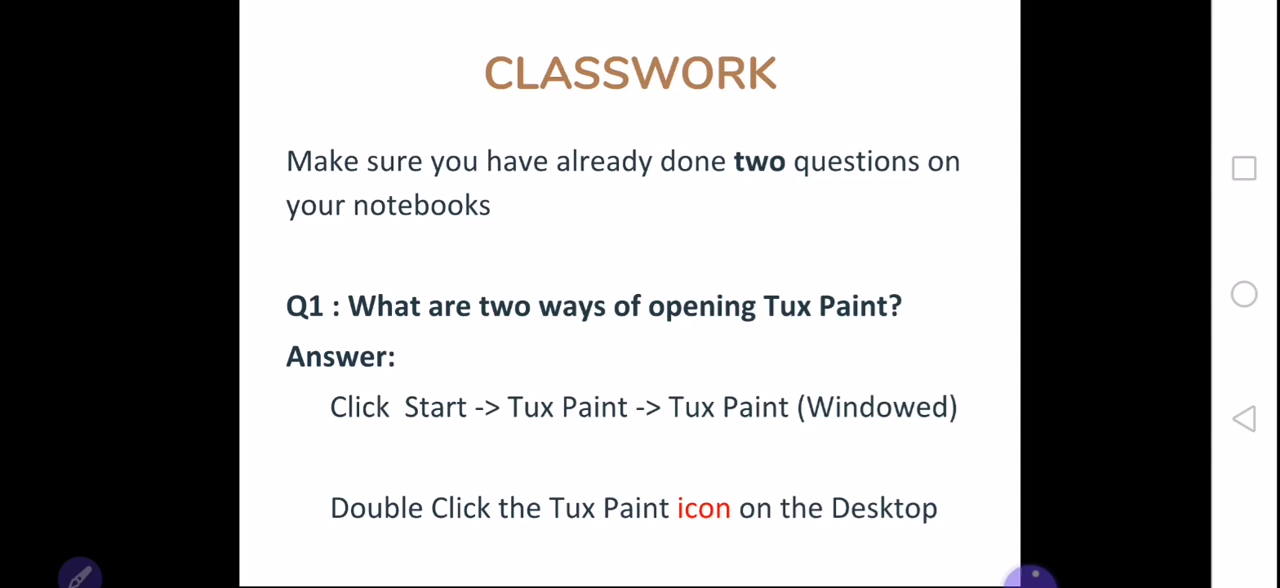 CLASSWORK
Make sure you have already done two questions on
your notebooks
Q1 : What are two ways of opening Tux Paint?
Answer:
Click  Start -> Tux Paint -> Tux Paint (Windowed)
Double Click the Tux Paint icon on the Desktop